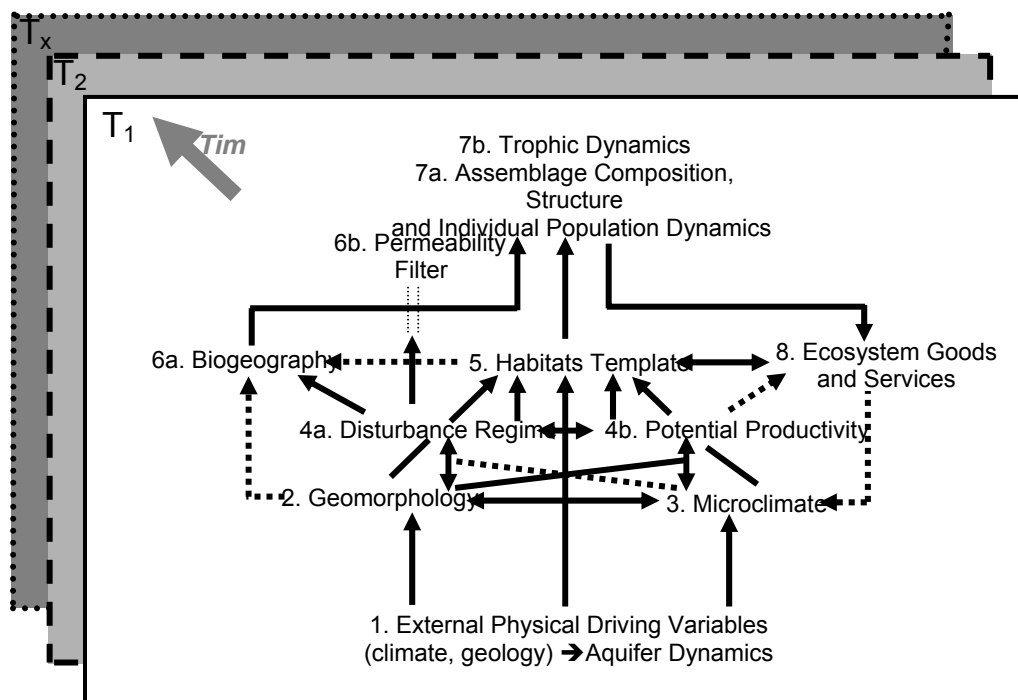 Tx
T2
T1
Tim
7b. Trophic Dynamics
7a. Assemblage Composition,
Structure
and Individual Population Dynamics
6b. Permeability
Filter
6a. Biogeography
5. Habitats Template
8. Ecosystem Goods
and Services
4a. Disturbance Regime
4b. Potential Productivity
2. Geomorphology
3. Microclimate
1. External Physical Driving Variables
(climate, geology) ➔ Aquifer Dynamics